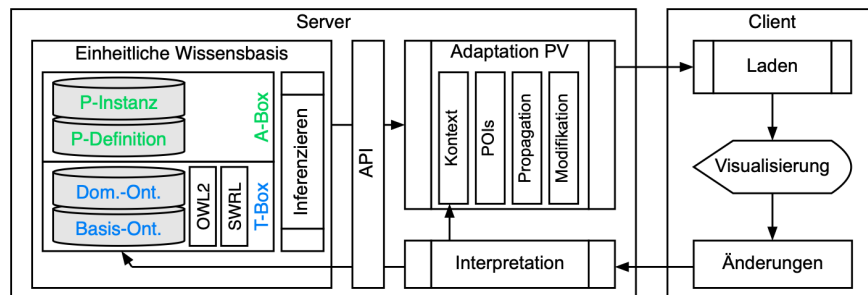 Server
Client
Einheitliche Wissensbasis
P-Instanz
P-Definition
A-Box
Dom.-Ont.
Basis-Ont.
OWL2
SWRL
T-Box
Inferenzieren
API
Adaptation PV
Kontext
POIs
Propagation
Modifikation
Interpretation
Laden
Visualisierung
Änderungen